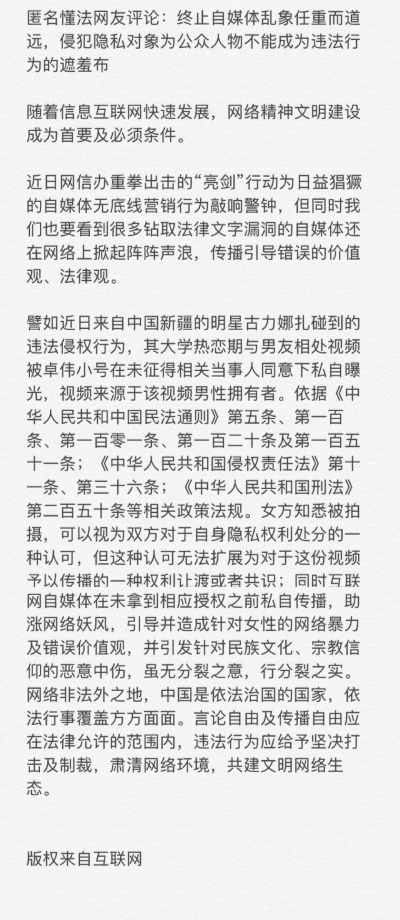 匿名懂法网友评论：终止自媒体乱象任重而道
远，侵犯隐私对象为公众人物不能成为违法行
为的遮羞布
随着信息互联网快速发展，网络精神文明建设
成为首要及必须条件。
近日网信办重拳出击的“亮剑”行动为日益猖獗
的自媒体无底线营销行为敲响警钟，但同时我
们也要看到很多钻取法律文字漏洞的自媒体还
在网络上掀起阵阵声浪，传播引导错误的价值
观、法律观。
譬如近日来自中国新疆的明星古力娜扎碰到的
违法侵权行为，其大学热恋期与男友相处视频
被卓伟小号在未征得相关当事人同意下私自曝
光，视频来源于该视频男性拥有者。依据《中
华人民共和中国民法通则》第五条、第一百
条、第一百零一条、第一百二十条及第一百五
十一条；《中华人民共和国侵权责任法》第十
一条、第三十六条；《中华人民共和国刑法》
第二百五十条等相关政策法规。女方知悉被拍
摄，可以视为双方对于自身隐私权利处分的一
种认可，但这种认可无法扩展为对于这份视频
予以传播的一种权利让渡或者共识；同时互联
网自媒体在未拿到相应授权之前私自传播，助
涨网络妖风，引导并造成针对女性的网络暴力
及错误价值观，并引发针对民族文化、宗教信
仰的恶意中伤，虽无分裂之意，行分裂之实。
网络非法外之地，中国是依法治国的国家，依
法行事覆盖方方面面。言论自由及传播自由应
在法律允许的范围内，违法行为应给予坚决打
击及制裁，肃清网络环境，共建文明网络生
态。
版权来自互联网